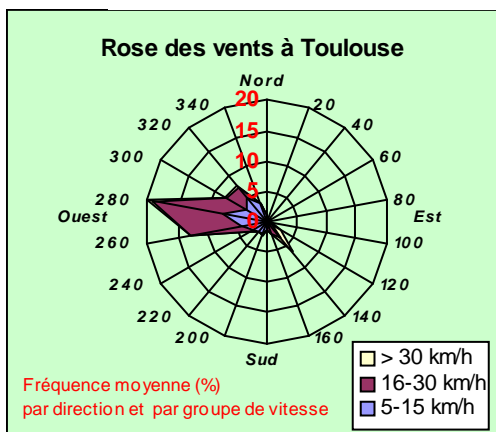 Rose des vents à Toulouse
Nord
340 20 20
320 15 40
300 10 60
5
280 0 80
Ouest Est
260 100
240 120
220 140
200 160
Sud
Fréquence moyenne (%)
par direction et par groupe de vitesse
> 30 km/h
16-30 km/h
5-15 km/h